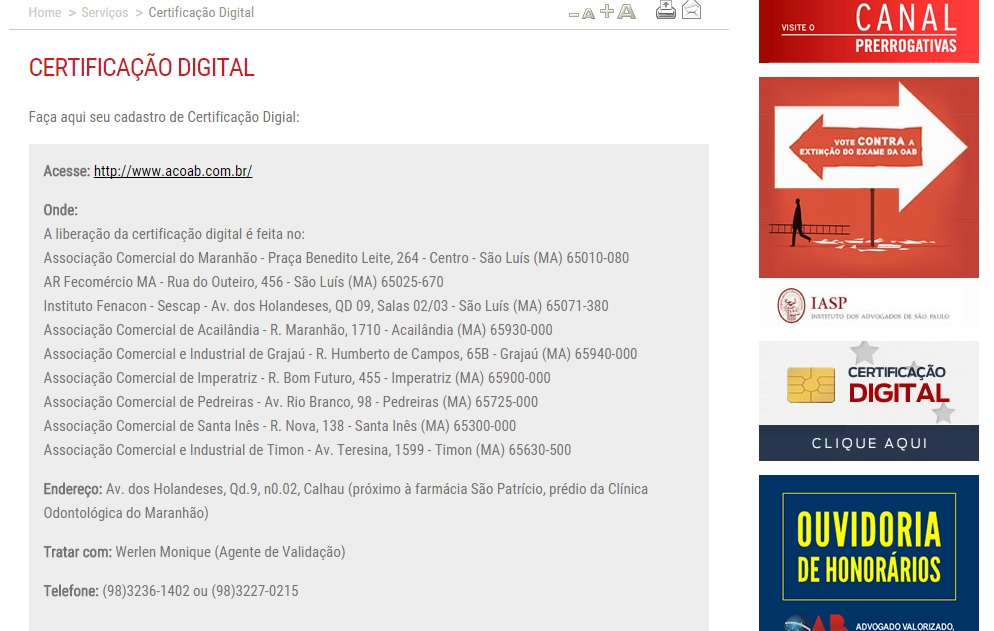 Home > Serviços > Certificação Digital
–A +A
CERTIFICAÇÃO DIGITAL
Faça aqui seu cadastro de Certificação Digial:
Acesse: http://www.acoab.com.br/
Onde:
A liberação da certificação digital é feita no:
Associação Comercial do Maranhão - Praça Benedito Leite, 264 - Centro - São Luís (MA) 65010-080
AR Fecomércio MA - Rua do Outeiro, 456 - São Luís (MA) 65025-670
Instituto Fenacon - Sescap - Av. dos Holandeses, QD 09, Salas 02/03 - São Luís (MA) 65071-380
Associação Comercial de Acailândia - R. Maranhão, 1710 - Acailândia (MA) 65930-000
Associação Comercial e Industrial de Grajaú - R. Humberto de Campos, 65B - Grajaú (MA) 65940-000
Associação Comercial de Imperatriz - R. Bom Futuro, 455 - Imperatriz (MA) 65900-000
Associação Comercial de Pedreiras - Av. Rio Branco, 98 - Pedreiras (MA) 65725-000
Associação Comercial de Santa Inês - R. Nova, 138 - Santa Inês (MA) 65300-000
Associação Comercial e Industrial de Timon - Av. Teresina, 1599 - Timon (MA) 65630-500
Endereço: Av. dos Holandeses, Qd.9, n0.02, Calhau (próximo à farmácia São Patrício, prédio da Clínica
Odontológica do Maranhão)
Tratar com: Werlen Monique (Agente de Validação)
Telefone: (98)3236-1402 ou (98)3227-0215
VISITE O CANAL
PRERROGATIVAS
VOTE CONTRA A
EXTINÇÃO DO EXAME DA OAB
IASP
INSTITUTO DOS ADVOGADOS DE SÃO PAULO
CERTIFICAÇÃO
DIGITAL
CLIQUE AQUI
OUVIDORIA
DE HONORÁRIOS
OAB ADVOGADO VALORIZADO,